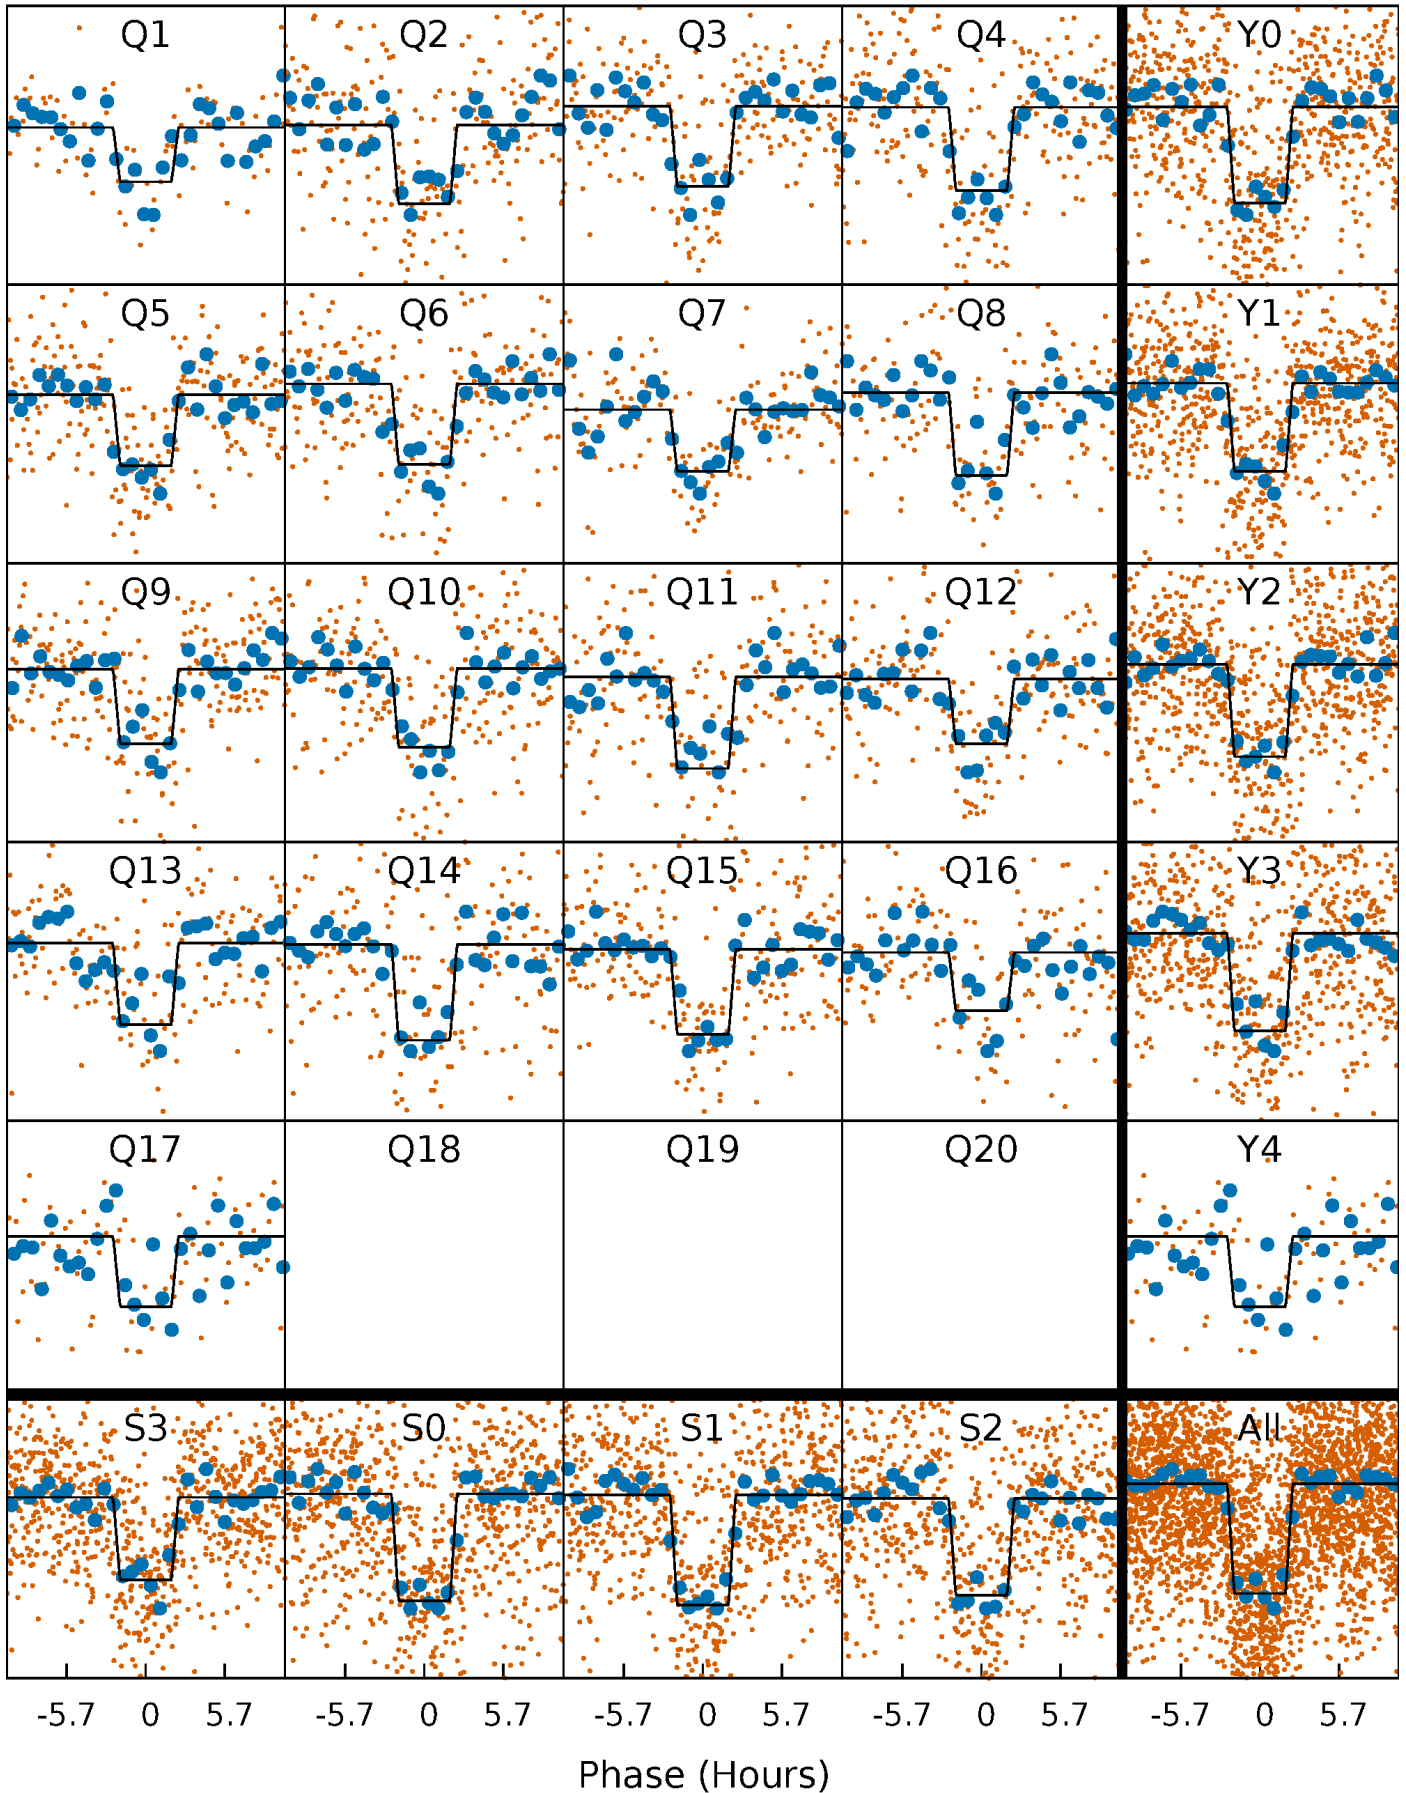 Q1 Q2 Q3 Q4 Y0
Q5 Q6 Q7 Q8 Y1
Q9 Q10 Q11 Q12 Y2
Q13 Q14 Q15 Q16 Y3
Q17 Q18 Q19 Q20 Y4
S3 S0 S1 S2 All
-5.7 0 5.7 -5.7 0 5.7 -5.7 0 5.7 -5.7 0 5.7 -5.7 0 5.7
Phase (Hours)